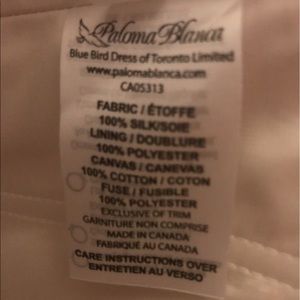 Paloma Blanca
Blue Bird Dress of Toronto Limited
www.palomablanca.com
CA05313
FABRIC / ÉTOFFE
100% SILK/SOIE
LINING / DOUBLURE
100% POLYESTER
CANVAS / CANEVAS
100% COTTON / COTON
FUSE / FUSIBLE
100% POLYESTER
EXCLUSIVE OF TRIM
GARNITURE NON COMPRISE
MADE IN CANADA
FABRIQUÉ AU CANADA
CARE INSTRUCTIONS OVER
ENTRETIEN AU VERSO